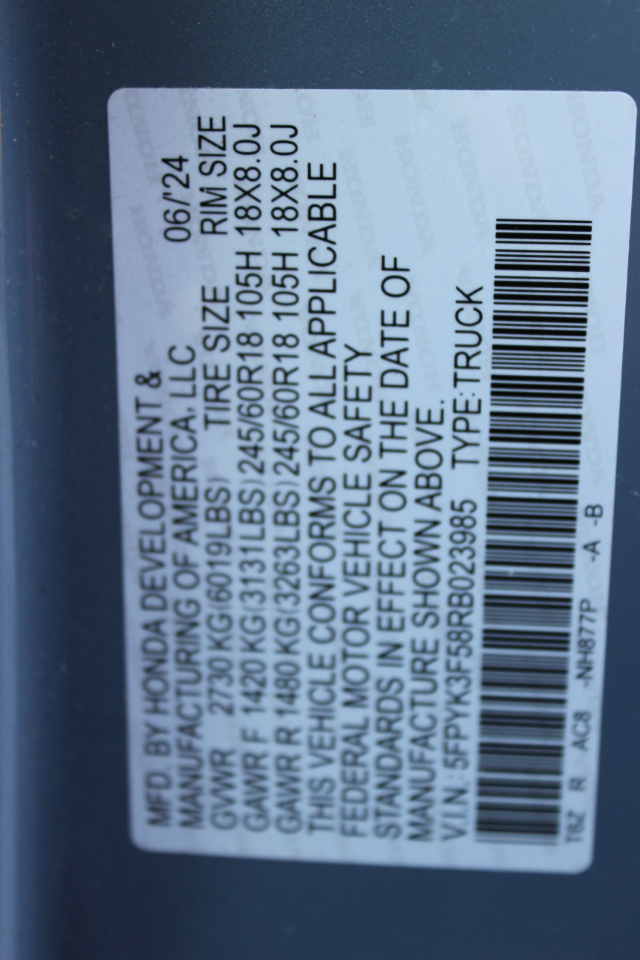 MFD. BY HONDA DEVELOPMENT &
MANUFACTURING OF AMERICA, LLC 06/'24
GVWR 2730 KG(6019LBS) TIRE SIZE RIM SIZE
GAWR F 1420 KG(3131LBS) 245/60R18 105H 18X8.0J
GAWR R 1480 KG(3263LBS) 245/60R18 105H 18X8.0J
THIS VEHICLE CONFORMS TO ALL APPLICABLE
FEDERAL MOTOR VEHICLE SAFETY
STANDARDS IN EFFECT ON THE DATE OF
MANUFACTURE SHOWN ABOVE.
V.I.N.: 5FPYK3F58RB023985 TYPE:TRUCK
T8Z R AC8 -NH877P -A -B